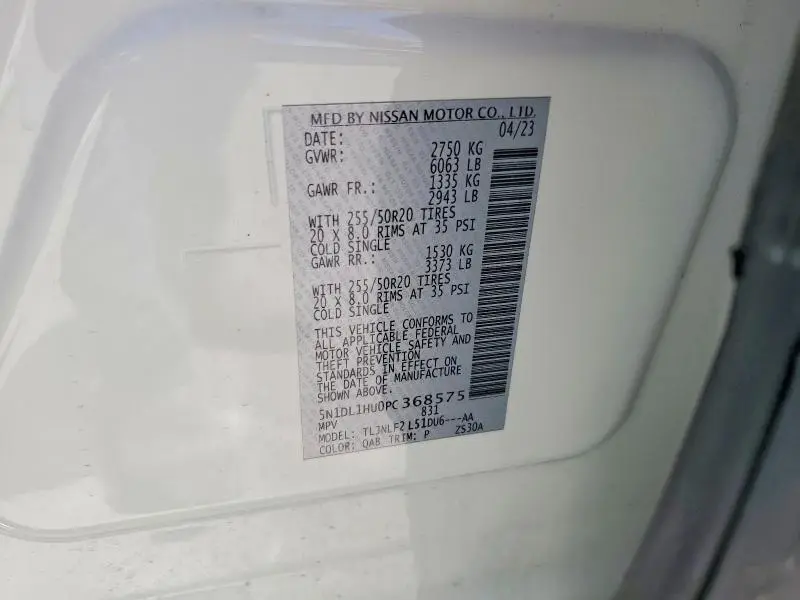 MFD BY NISSAN MOTOR CO., LTD.
DATE: 04/23
GVWR: 2750 KG
6063 LB
GAWR FR.: 1335 KG
2943 LB
WITH 255/50R20 TIRES
20 X 8.0 RIMS AT 35 PSI
COLD SINGLE
GAWR RR.: 1530 KG
3373 LB
WITH 255/50R20 TIRES
20 X 8.0 RIMS AT 35 PSI
COLD SINGLE
THIS VEHICLE CONFORMS TO
ALL APPLICABLE FEDERAL
MOTOR VEHICLE SAFETY AND
THEFT PREVENTION
STANDARDS IN EFFECT ON
THE DATE OF MANUFACTURE
SHOWN ABOVE.
5N1DL1HU0PC368575
MPV 831
MODEL: TLJNLF2L51DU6---AA
COLOR: QAB TRIM: P ZS30A